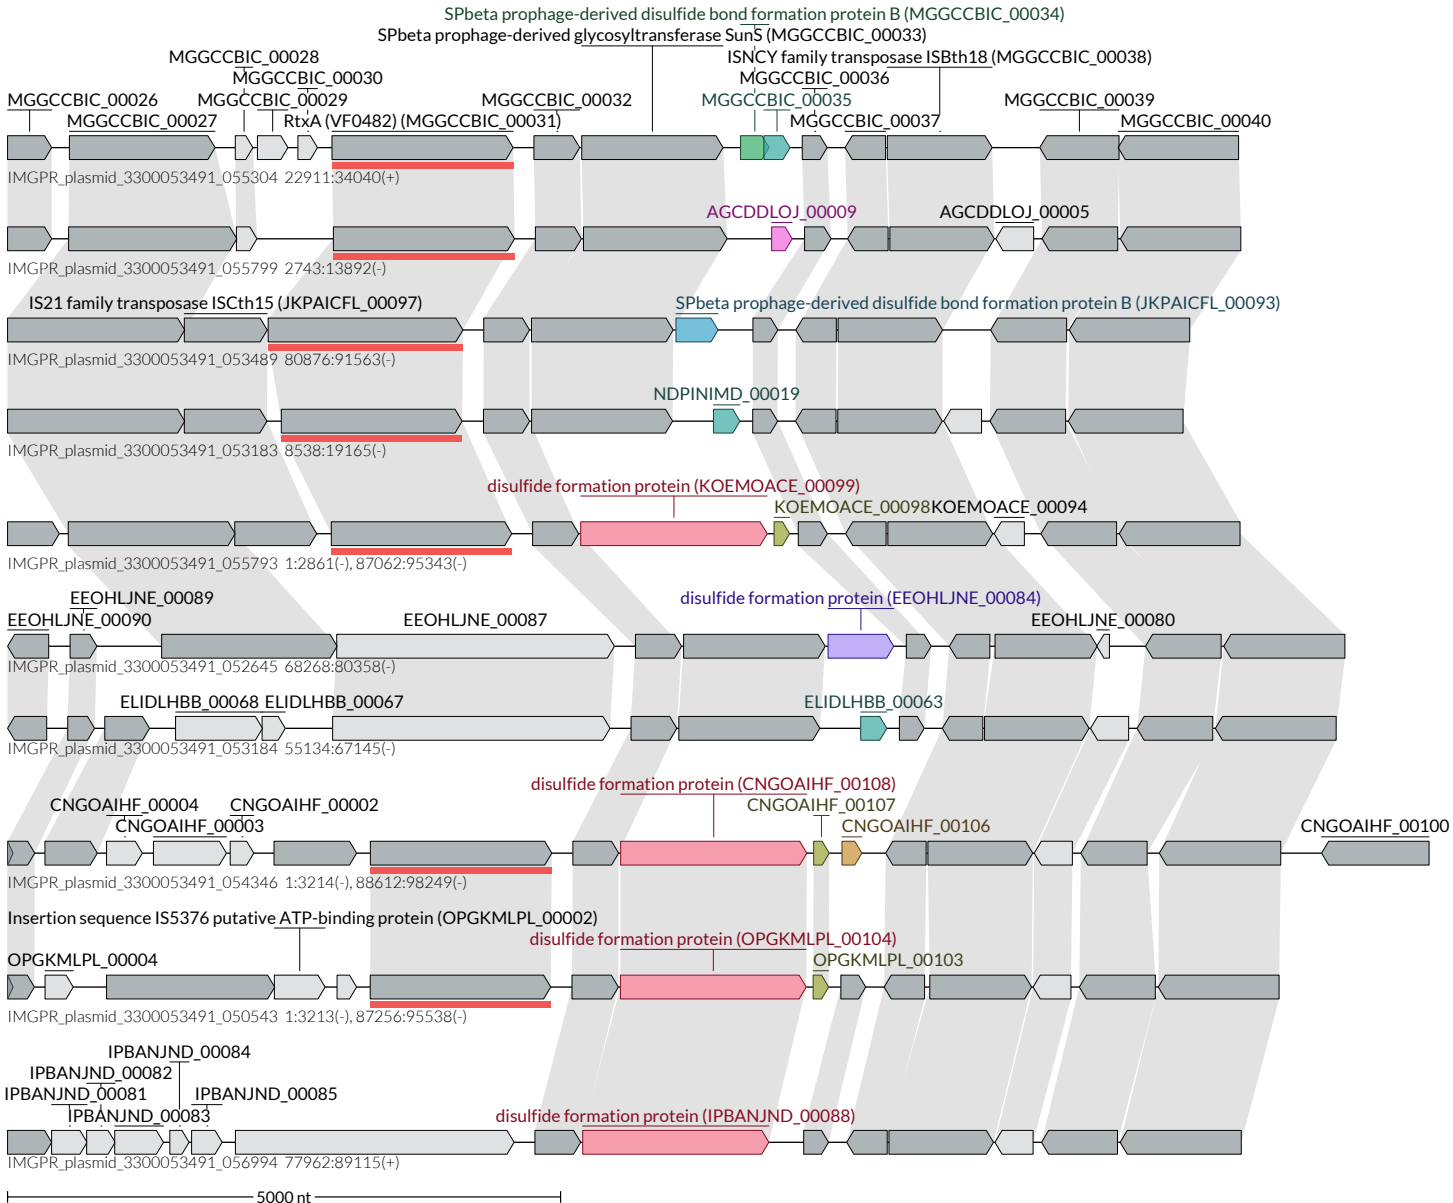 SPbeta prophage-derived disulfide bond formation protein B (MGGCCBIC_00034)
SPbeta prophage-derived glycosyltransferase SunS (MGGCCBIC_00033)
MGGCCBIC_00028 ISNCY family transposase ISBth18 (MGGCCBIC_00038)
MGGCCBIC_00030 MGGCCBIC_00036
MGGCCBIC_00026 MGGCCBIC_00029 MGGCCBIC_00032 MGGCCBIC_00035 MGGCCBIC_00039
MGGCCBIC_00027 RtxA (VF0482) (MGGCCBIC_00031) MGGCCBIC_00037 MGGCCBIC_00040
IMGPR_plasmid_3300053491_055304 22911:34040(+)
AGCDDLOJ_00009 AGCDDLOJ_00005
IMGPR_plasmid_3300053491_055799 2743:13892(-)
IS21 family transposase ISCth15 (JKPAICFL_00097) SPbeta prophage-derived disulfide bond formation protein B (JKPAICFL_00093)
IMGPR_plasmid_3300053491_053489 80876:91563(-)
NDPINIMD_00019
IMGPR_plasmid_3300053491_053183 8538:19165(-)
disulfide formation protein (KOEMOACE_00099)
KOEMOACE_00098 KOEMOACE_00094
IMGPR_plasmid_3300053491_055793 1:2861(-), 87062:95343(-)
EEOHLJNE_00089 disulfide formation protein (EEOHLJNE_00084)
EEOHLJNE_00090 EEOHLJNE_00087 EEOHLJNE_00080
IMGPR_plasmid_3300053491_052645 68268:80358(-)
ELIDLHBB_00068 ELIDLHBB_00067 ELIDLHBB_00063
IMGPR_plasmid_3300053491_053184 55134:67145(-)
disulfide formation protein (CNGOAIHF_00108)
CNGOAIHF_00004 CNGOAIHF_00002 CNGOAIHF_00107
CNGOAIHF_00003 CNGOAIHF_00106 CNGOAIHF_00100
IMGPR_plasmid_3300053491_054346 1:3214(-), 88612:98249(-)
Insertion sequence IS5376 putative ATP-binding protein (OPGKMLPL_00002)
disulfide formation protein (OPGKMLPL_00104)
OPGKMLPL_00004 OPGKMLPL_00103
IMGPR_plasmid_3300053491_050543 1:3213(-), 87256:95538(-)
IPBANJND_00084
IPBANJND_00082
IPBANJND_00081 IPBANJND_00085
IPBANJND_00083 disulfide formation protein (IPBANJND_00088)
IMGPR_plasmid_3300053491_056994 77962:89115(+)
5000 nt